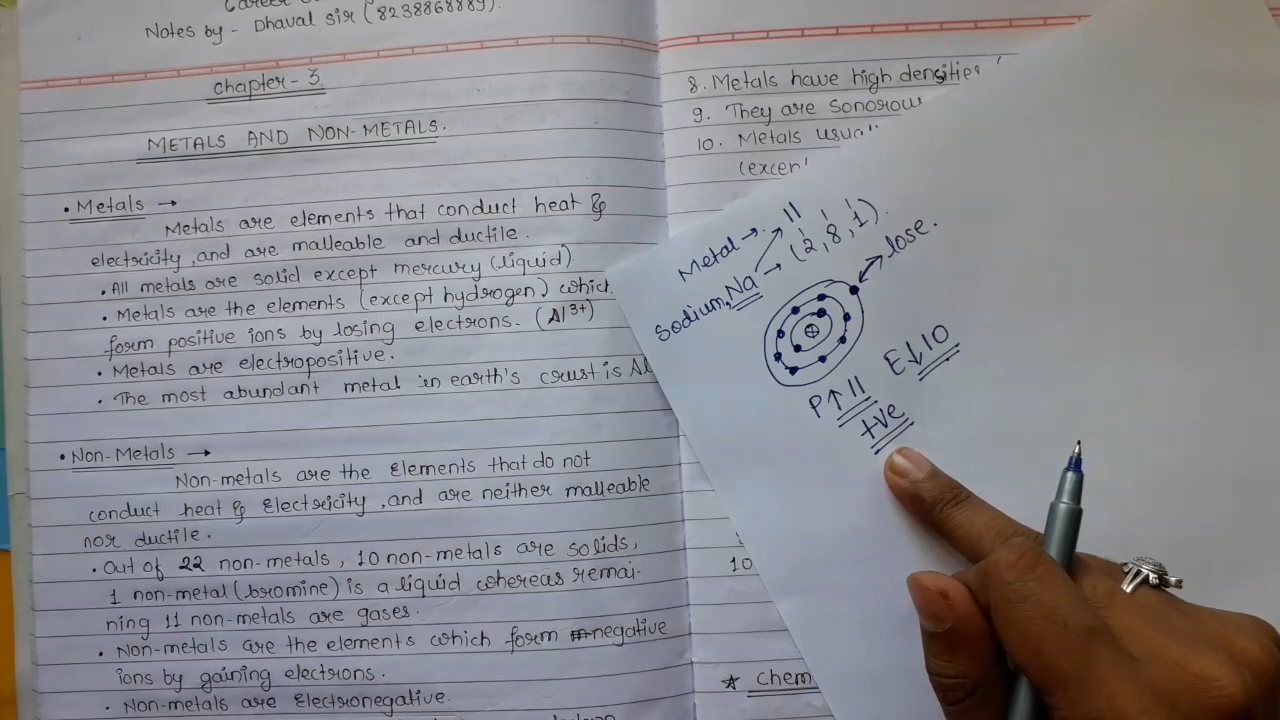 Notes by - Dhaval sir (8238868889).
chapter - 3
METALS AND NON-METALS.
• Metals →
Metals are elements that conduct heat &
electricity, and are malleable and ductile.
• All metals are solid except mercury (liquid)
• Metals are the elements (except hydrogen) which
form positive ions by losing electrons. (Al³⁺)
• Metals are electropositive.
• The most abundant metal in earth's crust is Al
• Non-Metals →
Non-metals are the Elements that do not
conduct heat & Electricity, and are neither malleable
nor ductile.
• Out of 22 non-metals, 10 non-metals are solids,
1 non-metal (bromine) is a liquid whereas remai-
ning 11 non-metals are gases.
• Non-metals are the elements which form negative
ions by gaining electrons.
• Non-metals are Electronegative.
8. Metals have high densities
9. They are sonorou
10. Metals usual
10
* chem
Metal → 11
Sodium, Na → (2, 8, 1).
lose.
E↓10
P↑11
+ve